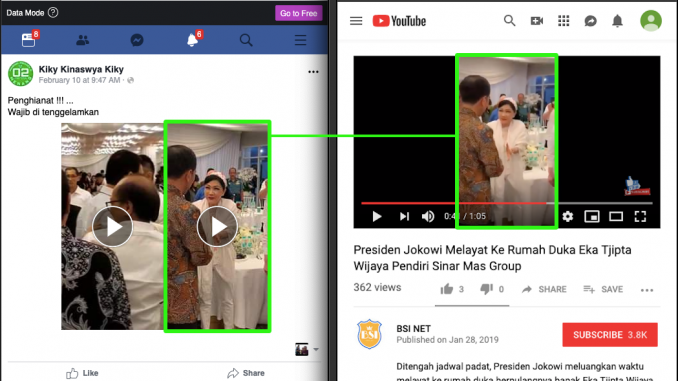 Data Mode ?
Go to Free
8
6
02
Kiky Kinaswya Kiky
February 10 at 9:47 AM ·
Penghianat !!! ...
Wajib di tenggelamkan
Like
Share
YouTube
0:41 / 1:05
Presiden Jokowi Melayat Ke Rumah Duka Eka Tjipta
Wijaya Pendiri Sinar Mas Group
362 views
3
0
SHARE
SAVE
BSI
BSI NET
Published on Jan 28, 2019
SUBSCRIBE 3.8K
Ditengah jadwal padat, Presiden Jokowi meluangkan waktu
melayat ke rumah duka berpulangnya bapak Eka Tjipta Wijaya